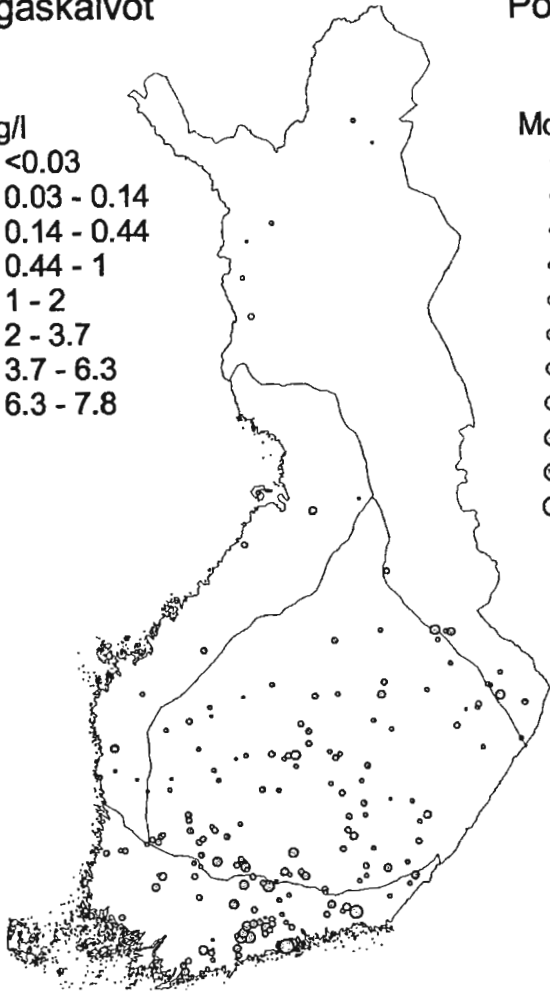 gaskaivot
Po
g/l
Mo
<0.03
0.03 - 0.14
0.14 - 0.44
0.44 - 1
1 - 2
2 - 3.7
3.7 - 6.3
6.3 - 7.8